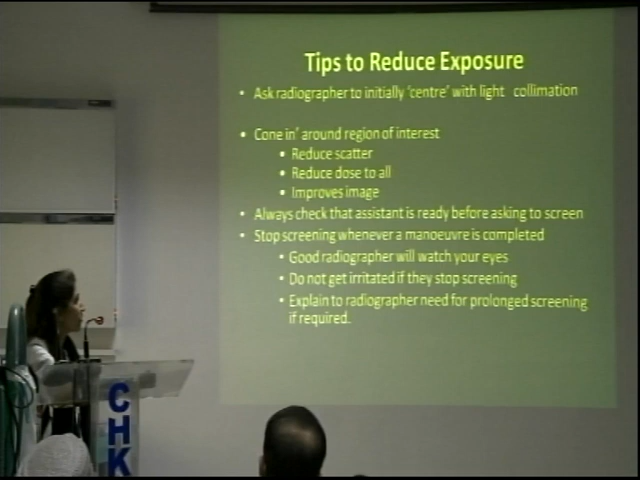 Tips to Reduce Exposure
• Ask radiographer to initially 'centre' with light collimation
• Cone in' around region of interest
• Reduce scatter
• Reduce dose to all
• Improves image
• Always check that assistant is ready before asking to screen
• Stop screening whenever a manoeuvre is completed
• Good radiographer will watch your eyes
• Do not get irritated if they stop screening
• Explain to radiographer need for prolonged screening
if required.
CHK